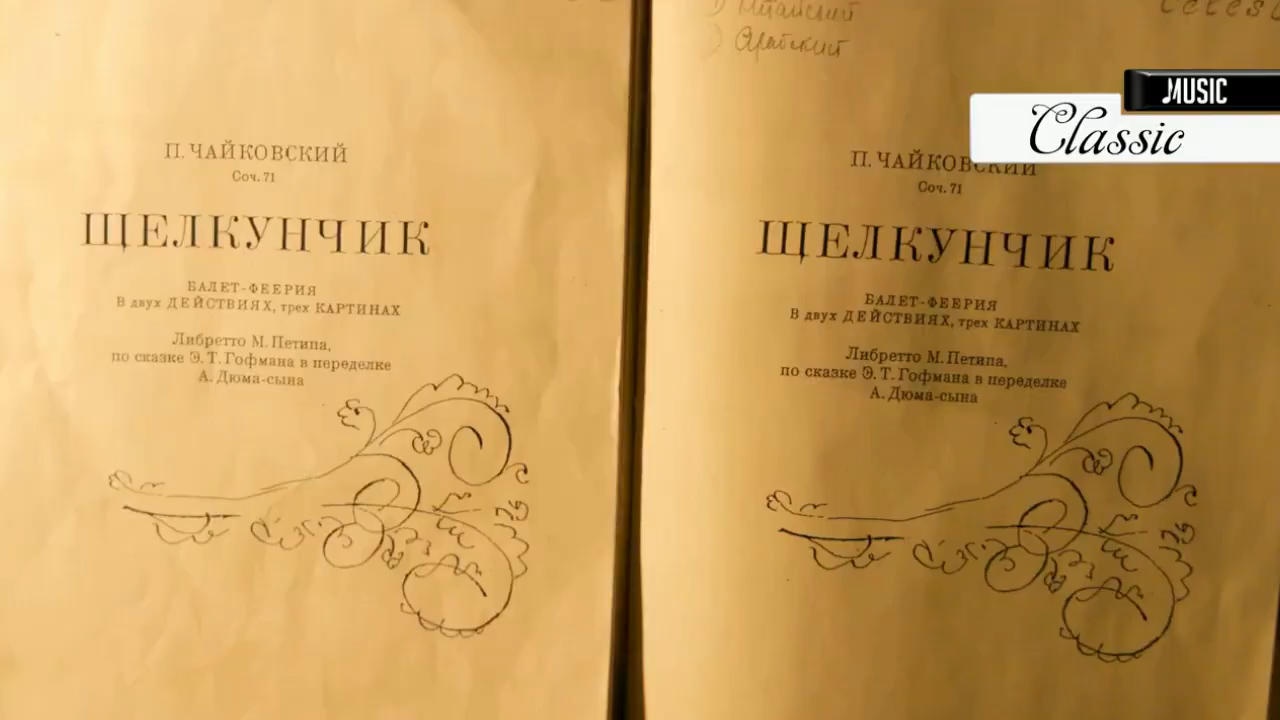 П. ЧАЙКОВСКИЙ
Соч. 71
ЩЕЛКУНЧИК
БАЛЕТ-ФЕЕРИЯ
В двух ДЕЙСТВИЯХ, трех КАРТИНАХ
Либретто М. Петипа,
по сказке Э. Т. Гофмана в переделке
А. Дюма-сына
Арабский
MUSIC
Classic
П. ЧАЙКОВСКИЙ
Соч. 71
ЩЕЛКУНЧИК
БАЛЕТ-ФЕЕРИЯ
В двух ДЕЙСТВИЯХ, трех КАРТИНАХ
Либретто М. Петипа,
по сказке Э. Т. Гофмана в переделке
А. Дюма-сына